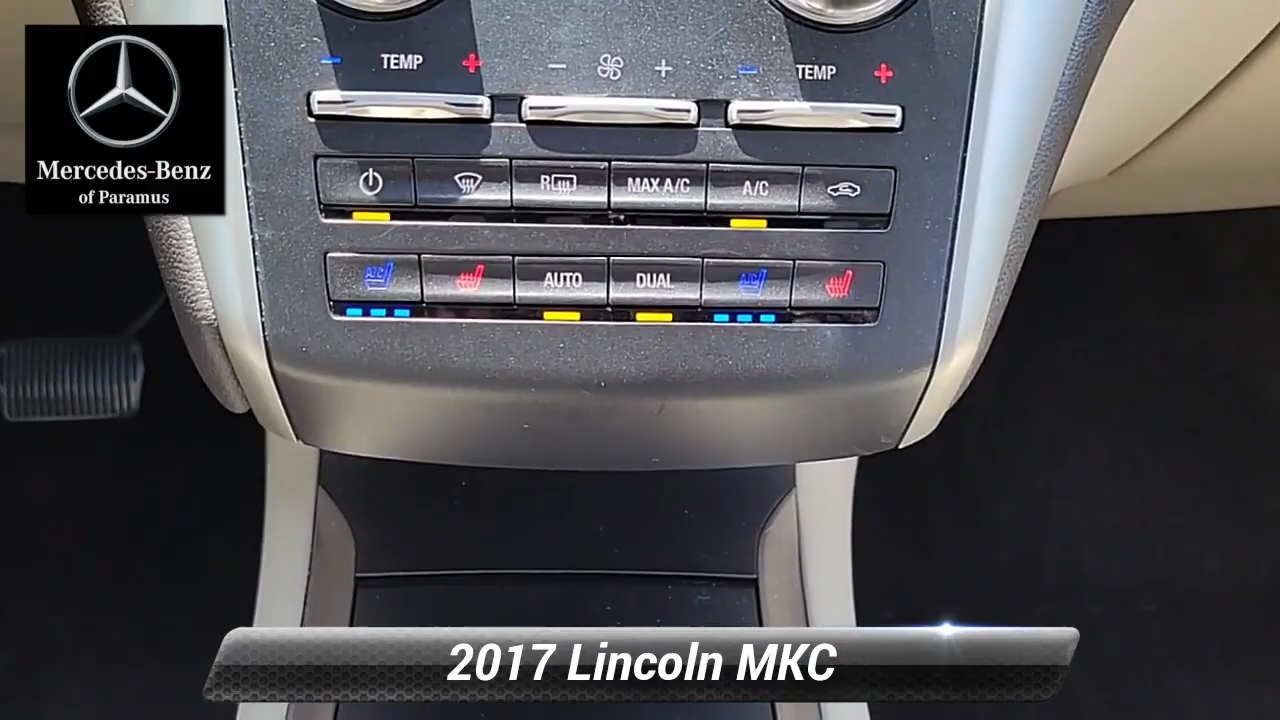 Mercedes-Benz
of Paramus
− TEMP +
− +
− TEMP +
R
MAX A/C
A/C
A/C
AUTO
DUAL
A/C
2017 Lincoln MKC